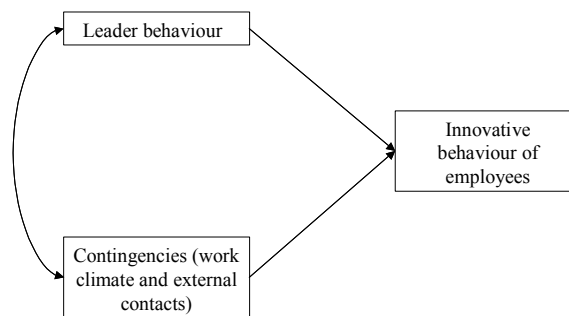 Leader behaviour
Innovative
behaviour of
employees
Contingencies (work
climate and external
contacts)